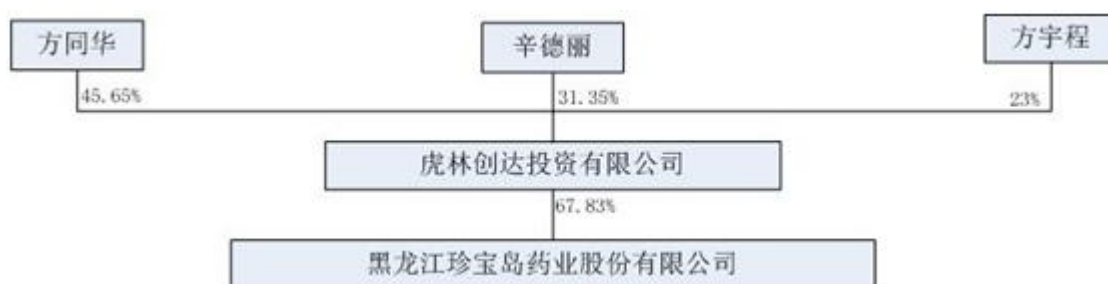 方同华
辛德丽
方宇程
45.65%
31.35%
23%
虎林创达投资有限公司
67.83%
黑龙江珍宝岛药业股份有限公司